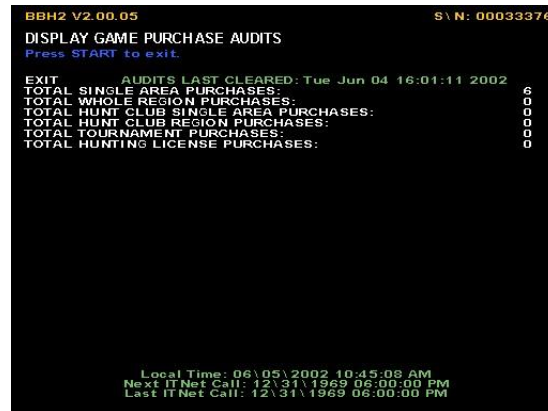 BBH2 V2.00.05 S\N: 00033376
DISPLAY GAME PURCHASE AUDITS
Press START to exit.
EXIT AUDITS LAST CLEARED: Tue Jun 04 16:01:11 2002
TOTAL SINGLE AREA PURCHASES: 6
TOTAL WHOLE REGION PURCHASES: 0
TOTAL HUNT CLUB SINGLE AREA PURCHASES: 0
TOTAL HUNT CLUB REGION PURCHASES: 0
TOTAL TOURNAMENT PURCHASES: 0
TOTAL HUNTING LICENSE PURCHASES: 0
Local Time: 06\05\2002 10:45:08 AM
Next ITNet Call: 12\31\1969 06:00:00 PM
Last ITNet Call: 12\31\1969 06:00:00 PM